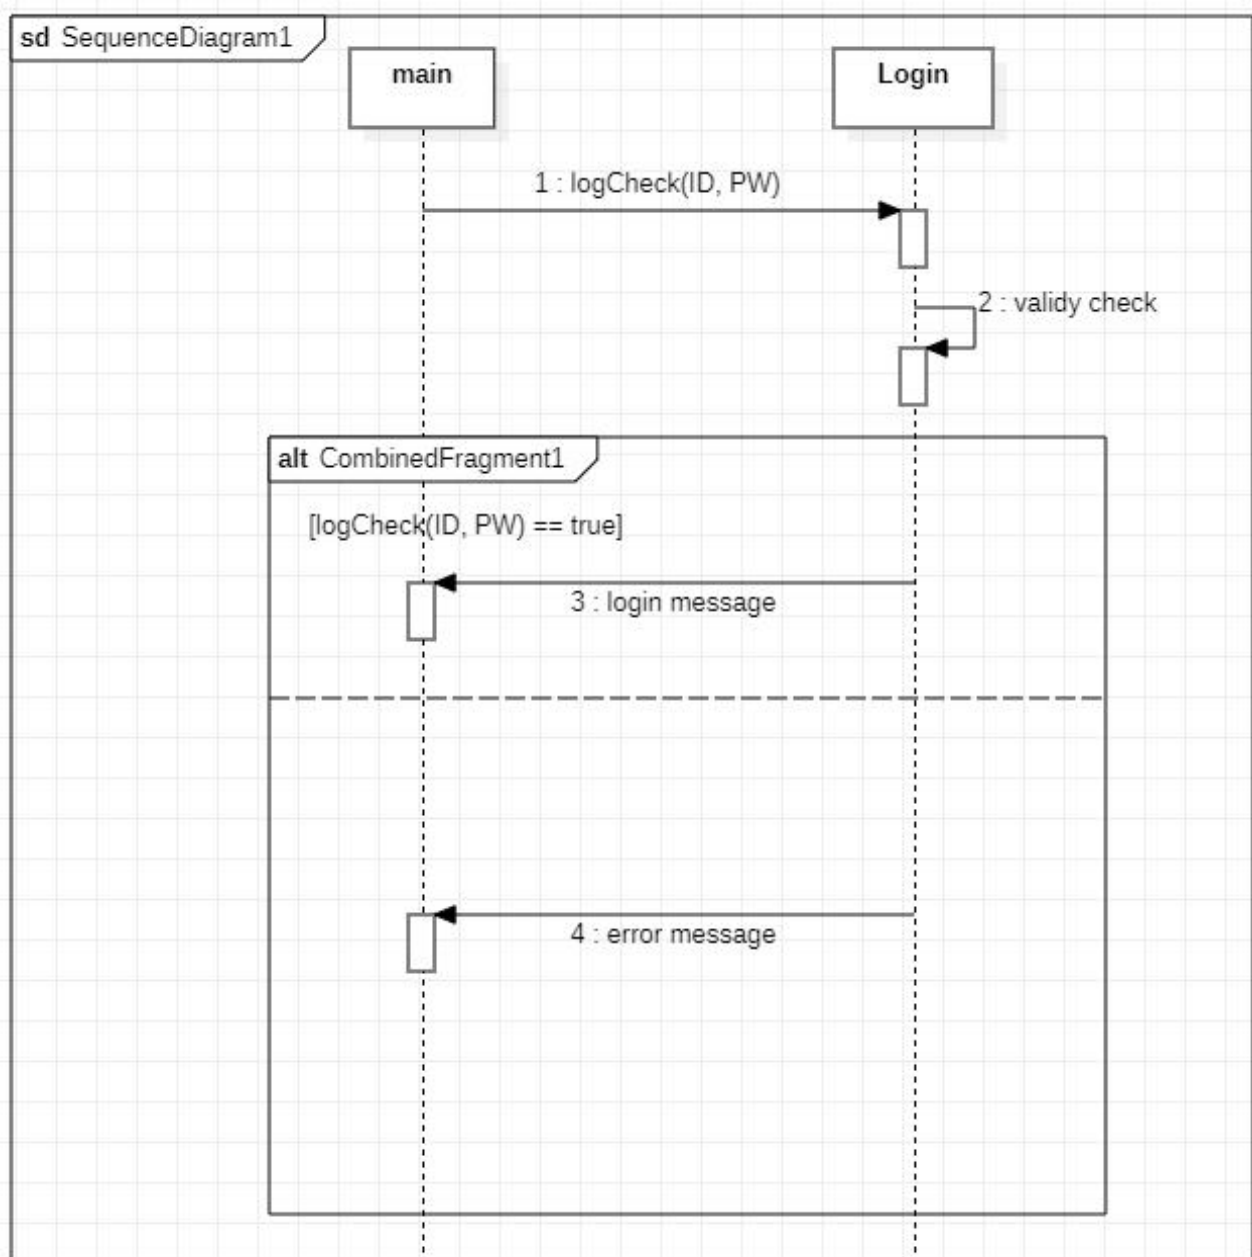 sd SequenceDiagram1
main
Login
1 : logCheck(ID, PW)
2 : validy check
alt CombinedFragment1
[logCheck(ID, PW) == true]
3 : login message
4 : error message